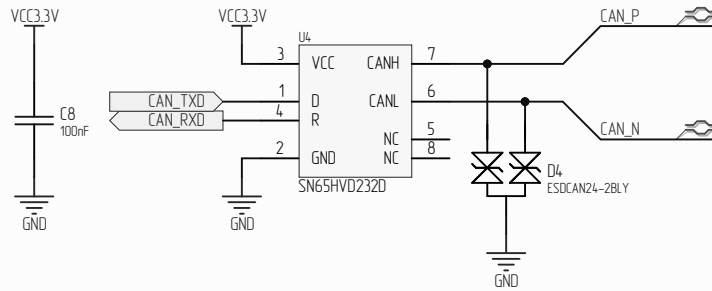 VCC3.3V
C8
100nF
GND
VCC3.3V
U4
3 VCC CANH 7
CAN_TXD 1 D CANL 6
CAN_RXD 4 R
NC 5
2 GND NC 8
SN65HVD232D
GND
CAN_P
CAN_N
D4
ESDCAN24-2BLY
GND